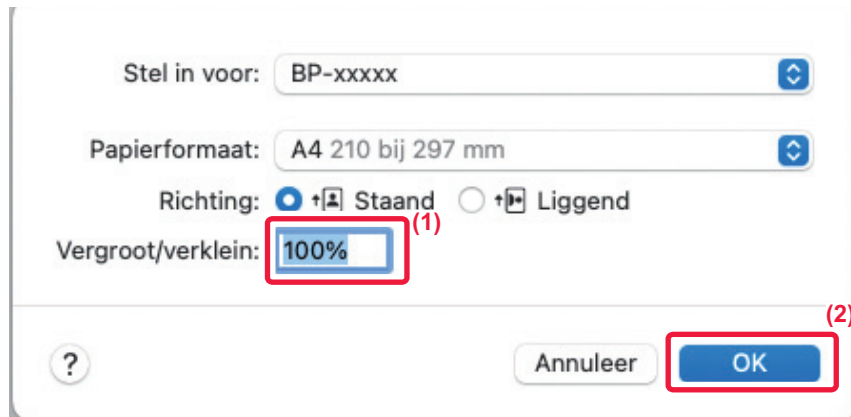 Stel in voor: BP-xxxxx
Papierformaat: A4 210 bij 297 mm
Richting: Staand Liggend
(1)
Vergroot/verklein: 100%
(2)
? Annuleer OK